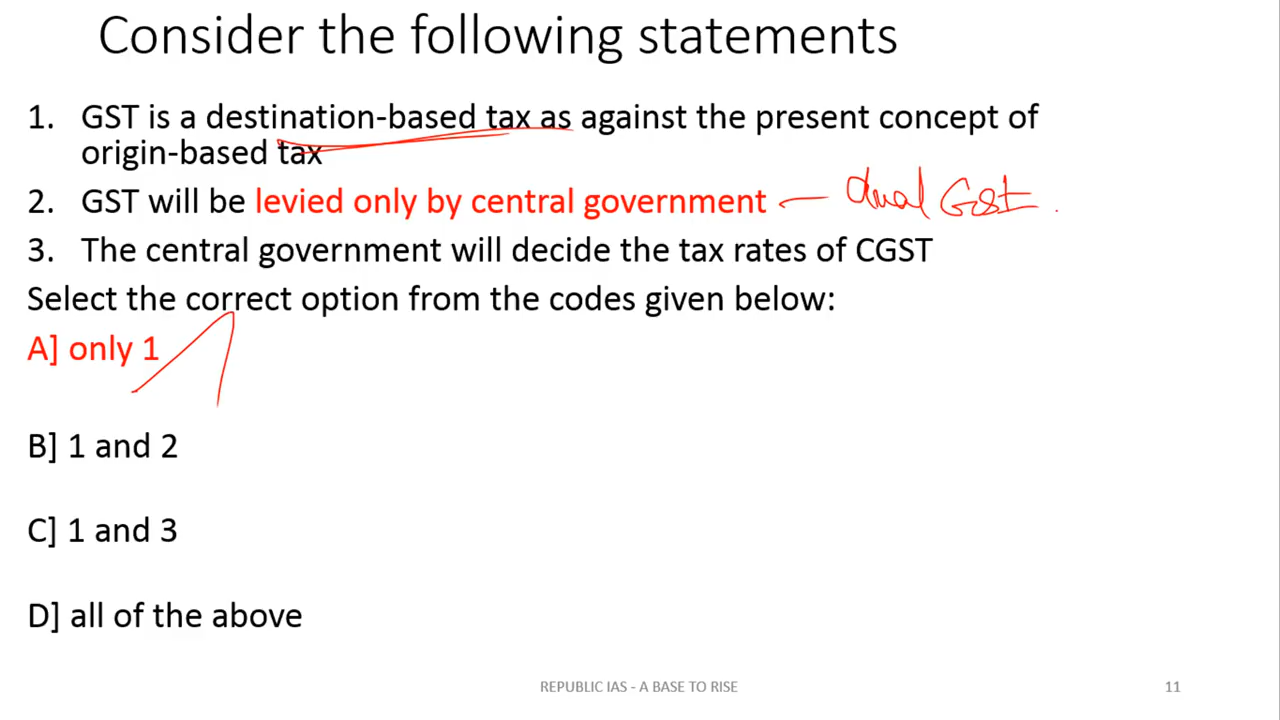 Consider the following statements
1. GST is a destination-based tax as against the present concept of
origin-based tax
2. GST will be levied only by central government – dual GST.
3. The central government will decide the tax rates of CGST
Select the correct option from the codes given below:
A] only 1
B] 1 and 2
C] 1 and 3
D] all of the above
REPUBLIC IAS - A BASE TO RISE 11